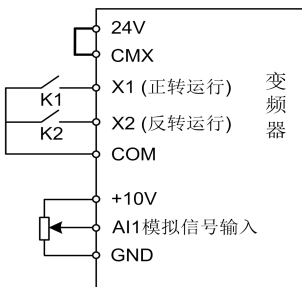 24V
CMX
X1 (正转运行)
K1
X2 (反转运行)
K2
COM
变频器
+10V
AI1模拟信号输入
GND